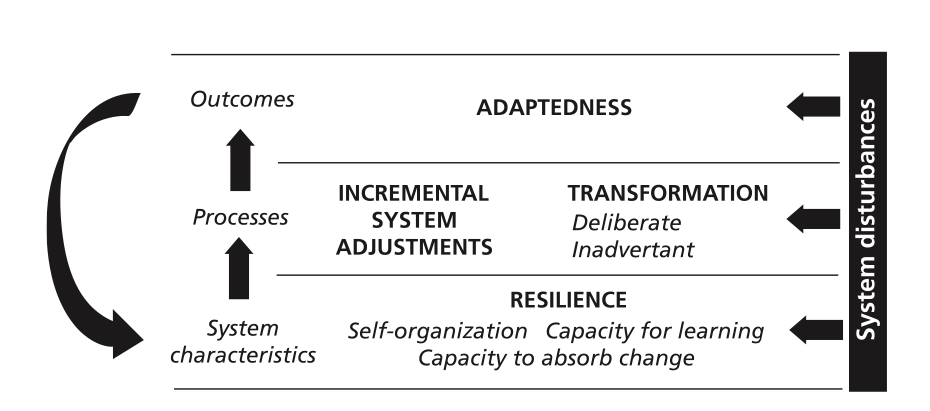 Outcomes
ADAPTEDNESS
Processes
INCREMENTAL
SYSTEM
ADJUSTMENTS
TRANSFORMATION
Deliberate
Inadvertant
System
characteristics
RESILIENCE
Self-organization Capacity for learning
Capacity to absorb change
System disturbances